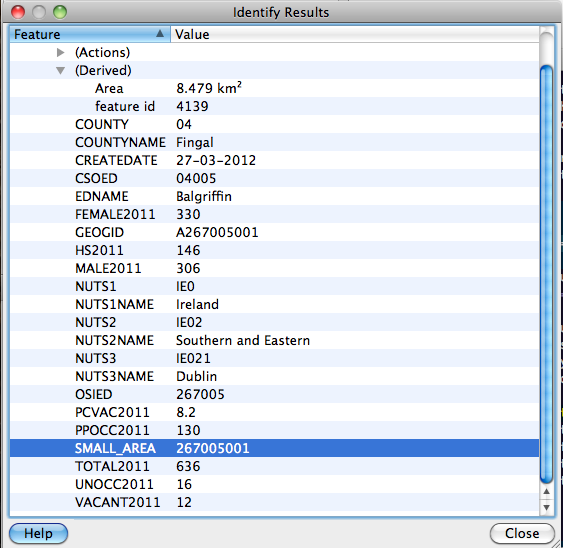 Identify Results
Feature Value
(Actions)
(Derived)
Area 8.479 km²
feature id 4139
COUNTY 04
COUNTYNAME Fingal
CREATEDATE 27-03-2012
CSOED 04005
EDNAME Balgriffin
FEMALE2011 330
GEOGID A267005001
HS2011 146
MALE2011 306
NUTS1 IE0
NUTS1NAME Ireland
NUTS2 IE02
NUTS2NAME Southern and Eastern
NUTS3 IE021
NUTS3NAME Dublin
OSIED 267005
PCVAC2011 8.2
PPOCC2011 130
SMALL_AREA 267005001
TOTAL2011 636
UNOCC2011 16
VACANT2011 12
Help Close